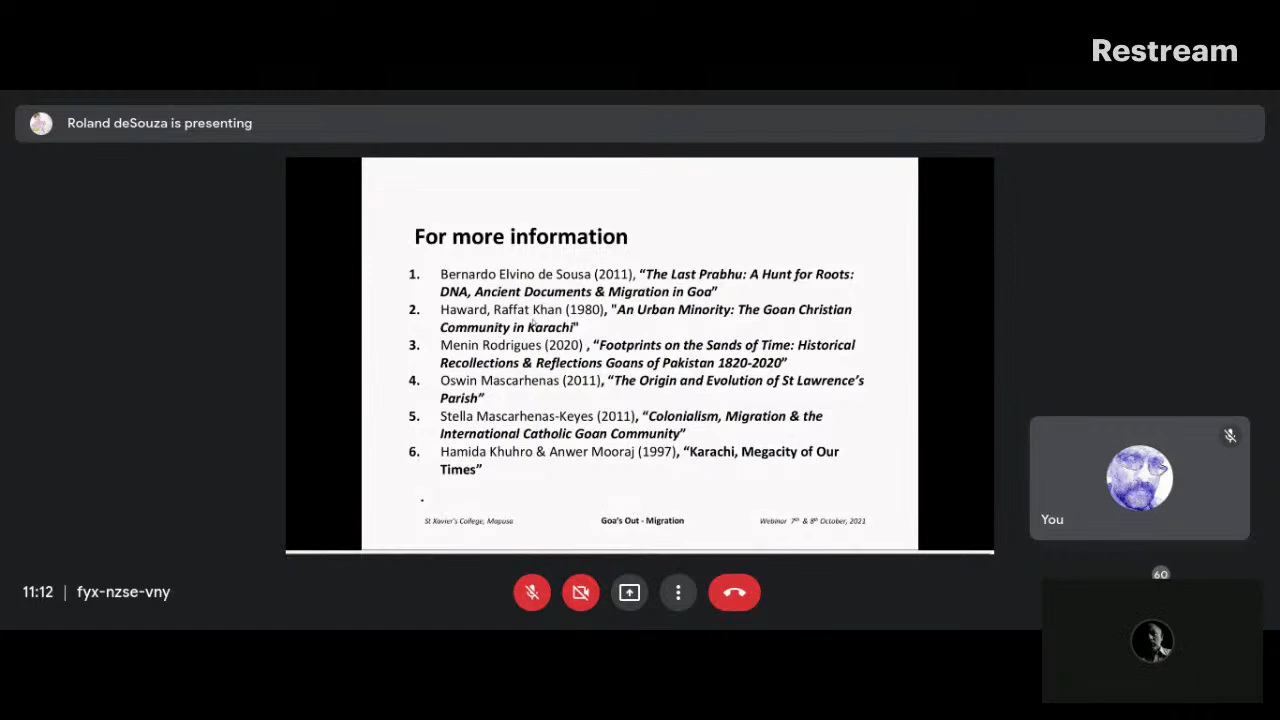 Restream
Roland deSouza is presenting
For more information
1. Bernardo Elvino de Sousa (2011), “The Last Prabhu: A Hunt for Roots:
DNA, Ancient Documents & Migration in Goa”
2. Haward, Raffat Khan (1980), "An Urban Minority: The Goan Christian
Community in Karachi"
3. Menin Rodrigues (2020) , “Footprints on the Sands of Time: Historical
Recollections & Reflections Goans of Pakistan 1820-2020”
4. Oswin Mascarhenas (2011), “The Origin and Evolution of St Lawrence’s
Parish”
5. Stella Mascarhenas-Keyes (2011), “Colonialism, Migration & the
International Catholic Goan Community”
6. Hamida Khuhro & Anwer Mooraj (1997), “Karachi, Megacity of Our
Times”
.
St Xavier's College, Mapusa Goa’s Out - Migration Webinar 7th & 8th October, 2021
You
60
11:12 | fyx-nzse-vny